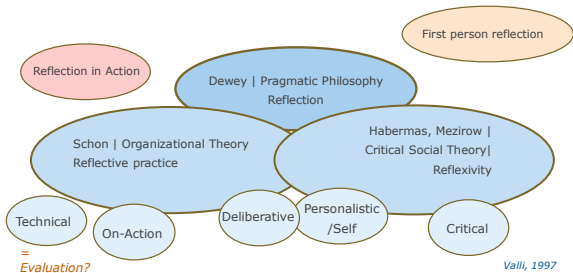 First person reflection
Reflection in Action
Dewey | Pragmatic Philosophy
Reflection
Schon | Organizational Theory
Reflective practice
Habermas, Mezirow |
Critical Social Theory|
Reflexivity
Technical
On-Action
Deliberative
Personalistic
/Self
Critical
=
Evaluation?
Valli, 1997